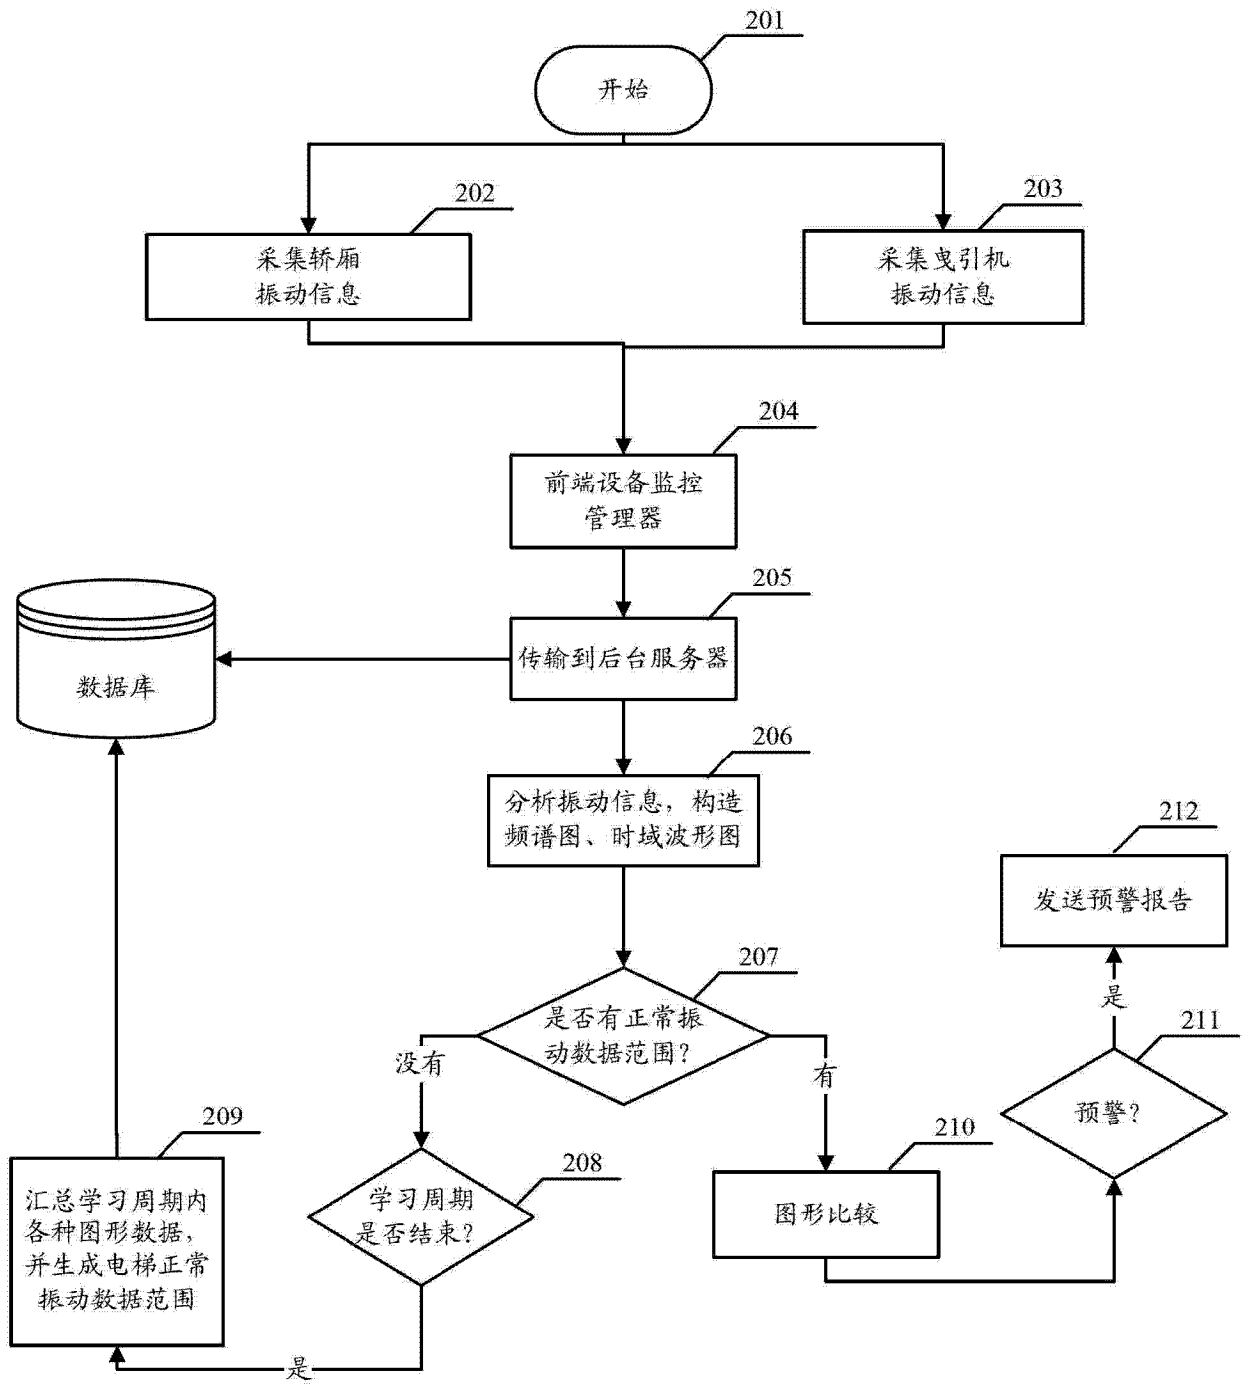 201
开始
202
采集轿厢
振动信息
203
采集曳引机
振动信息
204
前端设备监控
管理器
205
传输到后台服务器
数据库
206
分析振动信息，构造
频谱图、时域波形图
207
是否有正常振
动数据范围？
没有
有
208
学习周期
是否结束？
是
209
汇总学习周期内
各种图形数据，
并生成电梯正常
振动数据范围
210
图形比较
211
预警？
是
212
发送预警报告